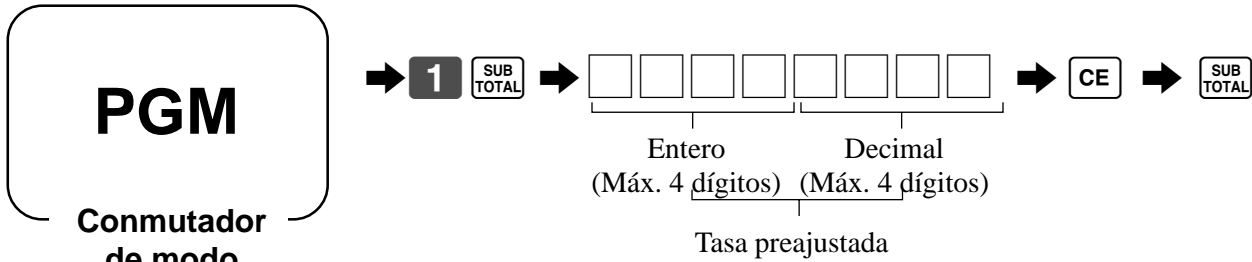 PGM
Conmutador
de modo
1 SUB TOTAL CE SUB TOTAL
Entero Decimal
(Máx. 4 dígitos) (Máx. 4 dígitos)
Tasa preajustada